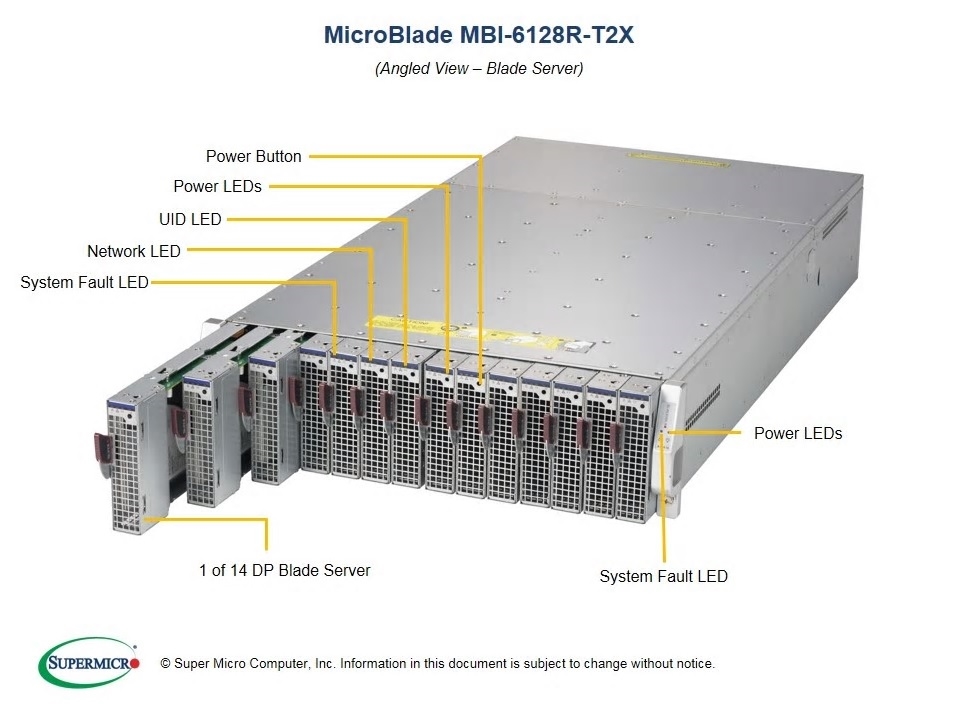 MicroBlade MBI-6128R-T2X
(Angled View – Blade Server)
Power Button
Power LEDs
UID LED
Network LED
System Fault LED
Power LEDs
1 of 14 DP Blade Server
System Fault LED
SUPERMICRO
© Super Micro Computer, Inc. Information in this document is subject to change without notice.